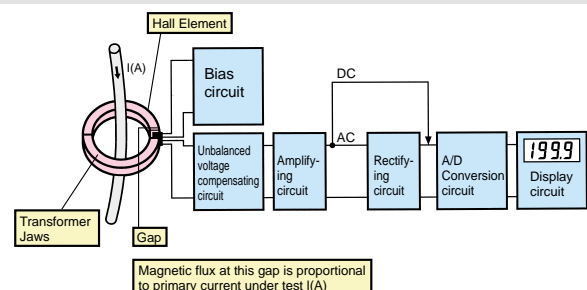 Hall Element
I(A)
DC
Bias
circuit
AC
Unbalanced
voltage
compensating
circuit
Amplify-
ing
circuit
Rectify-
ing
circuit
A/D
Conversion
circuit
199.9
Display
circuit
Transformer
Jaws
Gap
Magnetic flux at this gap is proportional
to primary current under test I(A)